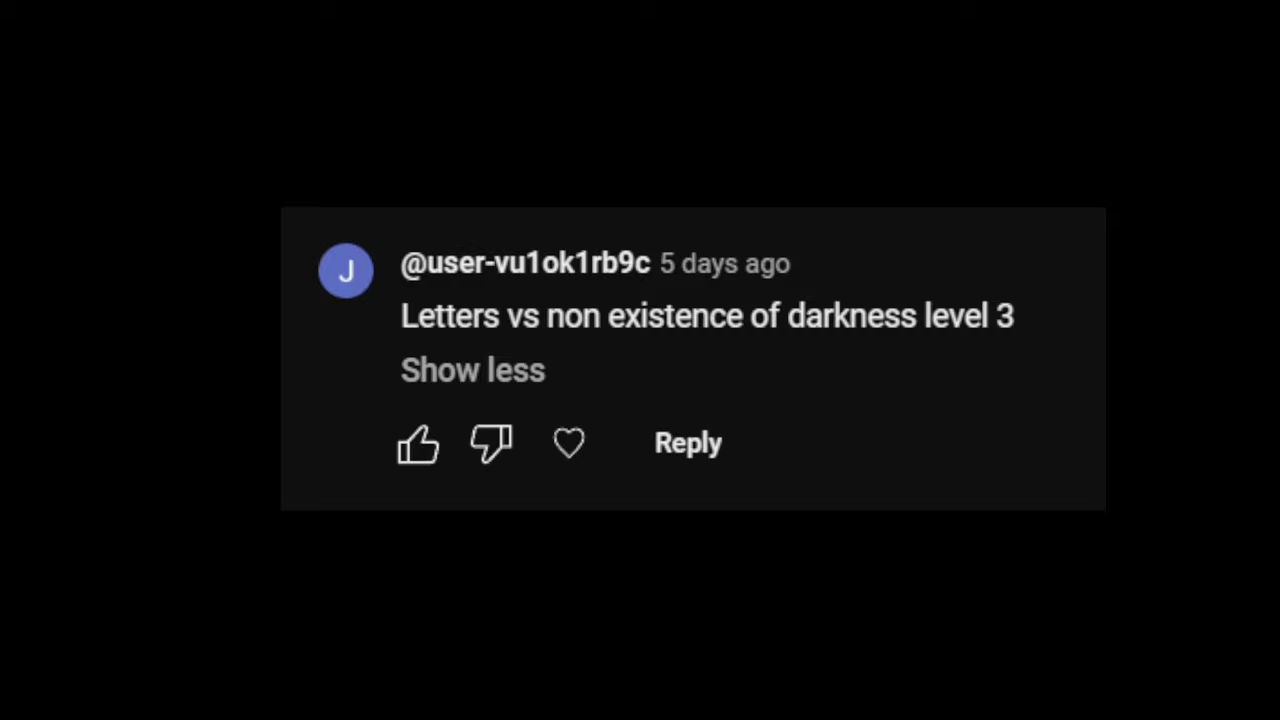 J
@user-vu1ok1rb9c 5 days ago
Letters vs non existence of darkness level 3
Show less
Reply